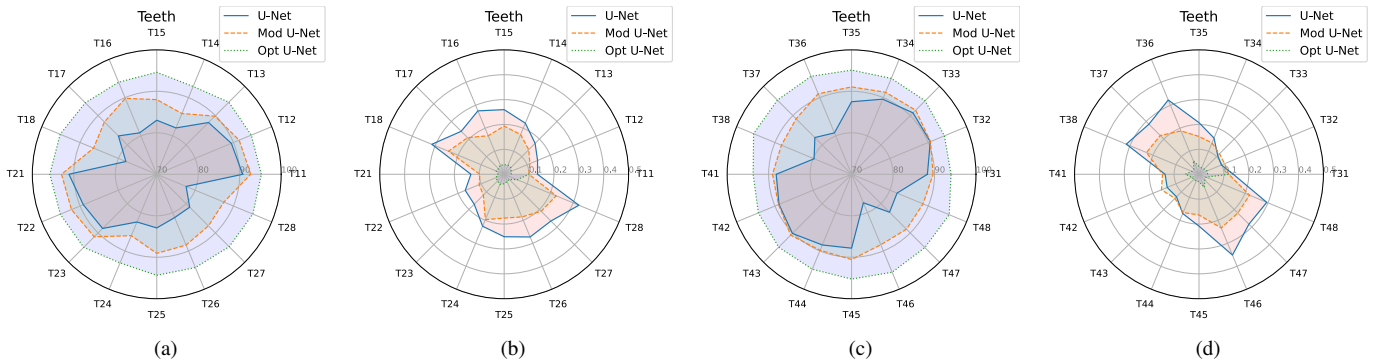 Teeth
U-Net
Mod U-Net
Opt U-Net
T15
T16
T14
T17
T13
T18
T12
T21
T11
70
80
90
100
T22
T28
T23
T27
T24
T26
T25
(a)
Teeth
U-Net
Mod U-Net
Opt U-Net
T15
T16
T14
T17
T13
T18
T12
T21
T11
0.1
0.2
0.3
0.4
0.5
T22
T28
T23
T27
T24
T26
T25
(b)
Teeth
U-Net
Mod U-Net
Opt U-Net
T35
T36
T34
T37
T33
T38
T32
T41
T31
70
80
90
100
T42
T48
T43
T47
T44
T46
T45
(c)
Teeth
U-Net
Mod U-Net
Opt U-Net
T35
T36
T34
T37
T33
T38
T32
T41
T31
0.1
0.2
0.3
0.4
0.5
T42
T48
T43
T47
T44
T46
T45
(d)